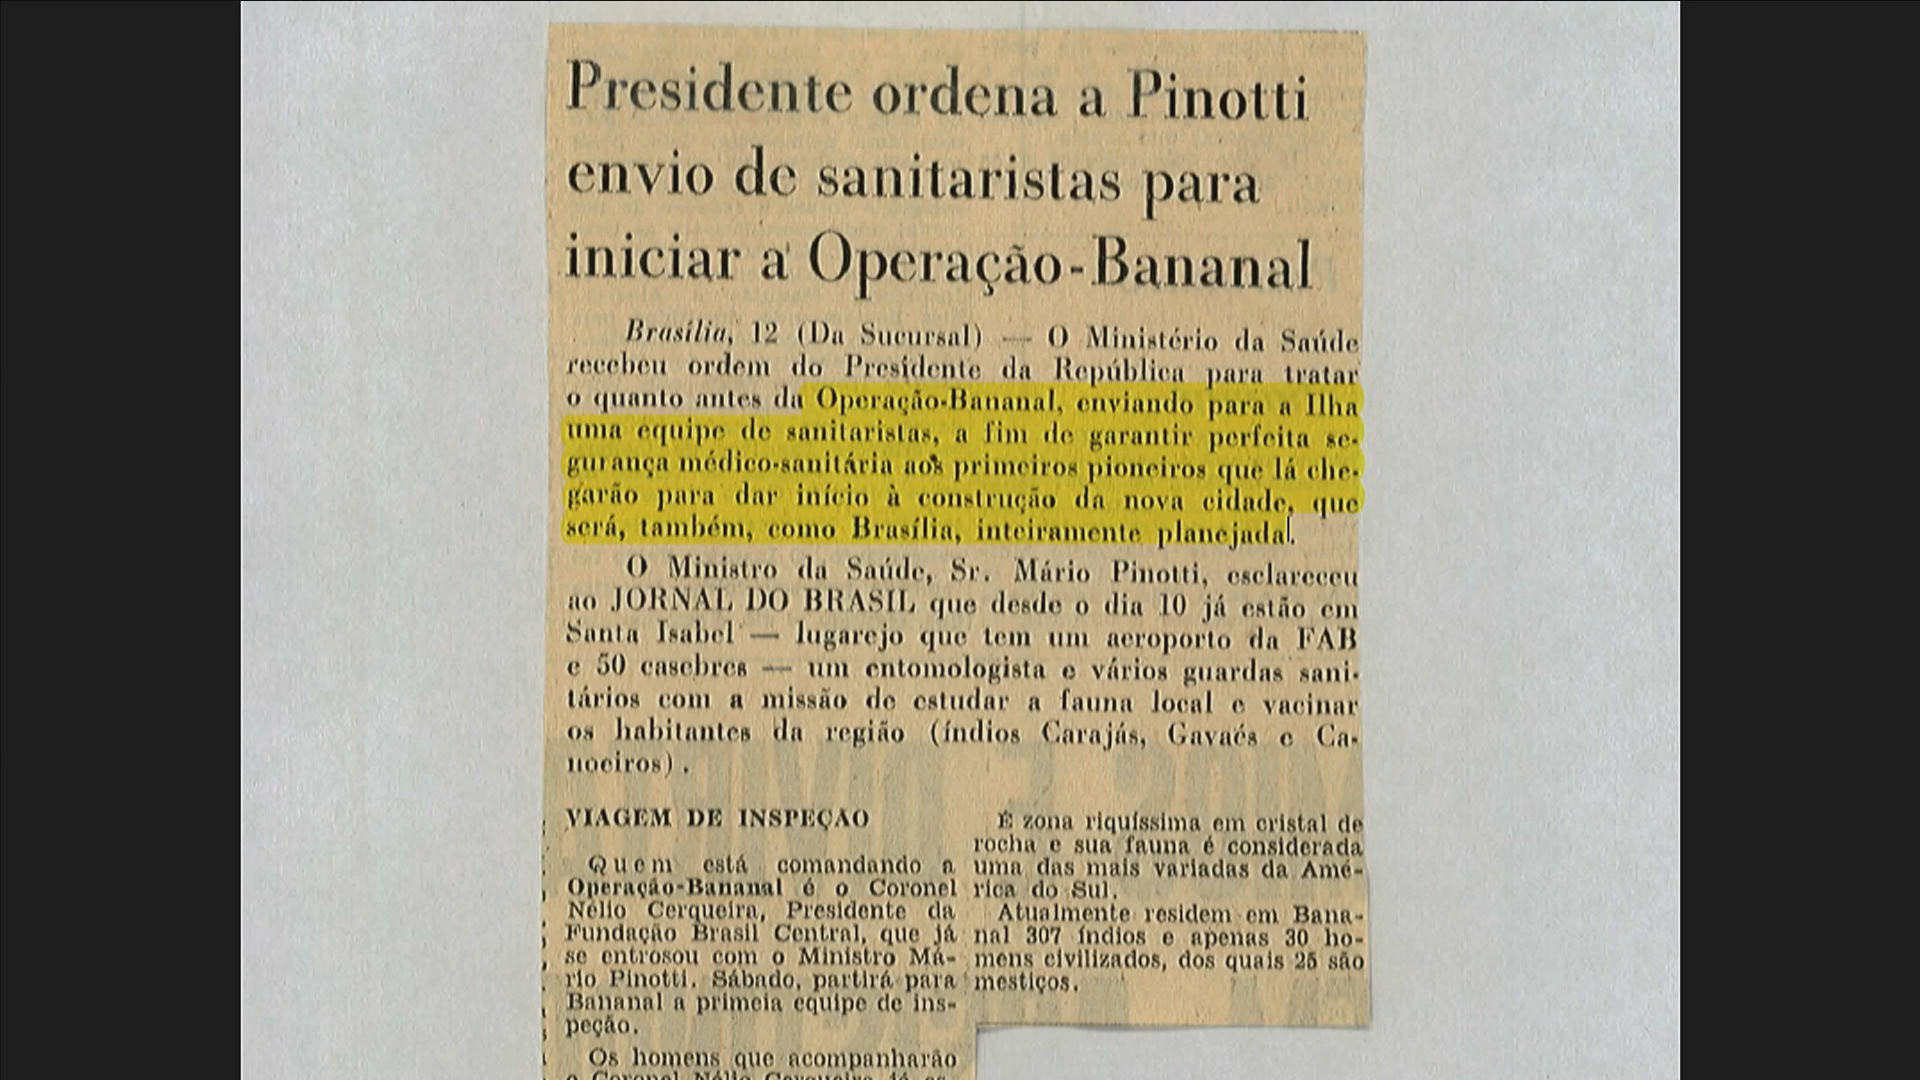 Presidente ordena a Pinotti
envio de sanitaristas para
iniciar a Operação-Bananal
Brasília, 12 (Da Sucursal) — O Ministério da Saúde
recebeu ordem do Presidente da República para tratar
o quanto antes da Operação-Bananal, enviando para a Ilha
uma equipe de sanitaristas, a fim de garantir perfeita se-
gurança médico-sanitária aos primeiros pioneiros que lá che-
garão para dar início à construção da nova cidade, que
será, também, como Brasília, inteiramente planejada.
O Ministro da Saúde, Sr. Mário Pinotti, esclareceu
ao JORNAL DO BRASIL que desde o dia 10 já estão em
Santa Isabel — lugarejo que tem um aeroporto da FAB
e 50 casebres — um entomologista e vários guardas sani-
tários com a missão de estudar a fauna local e vacinar
os habitantes da região (índios Carajás, Gavaés e Ca-
noeiros).
VIAGEM DE INSPEÇÃO
Quem está comandando a
Operação-Bananal é o Coronel
Nélio Cerqueira, Presidente da
Fundação Brasil Central, que já
se entrosou com o Ministro Má-
rio Pinotti. Sábado, partirá para
Bananal a primeia equipe de ins-
peção.
Os homens que acompanharão
o Coronel Nélio Cerqueira já es-
É zona riquíssima em cristal de
rocha e sua fauna é considerada
uma das mais variadas da Amé-
rica do Sul.
Atualmente residem em Bana-
nal 307 índios e apenas 30 ho-
mens civilizados, dos quais 25 são
mestiços.